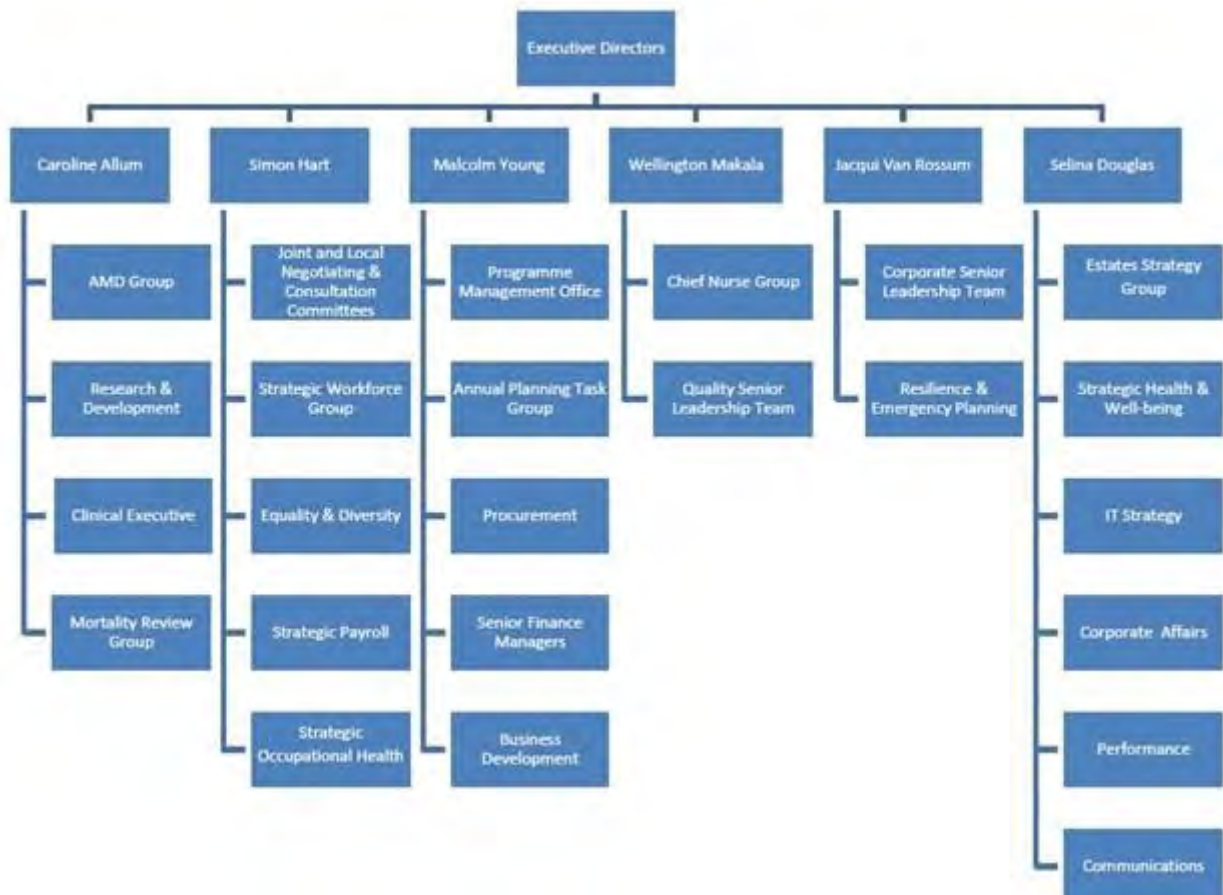 Executive Directors
Caroline Allum
Simon Hart
Malcolm Young
Wellington Makala
Jacqui Van Rossum
Selina Douglas
AMD Group
Research &
Development
Clinical Executive
Mortality Review
Group
Joint and Local
Negotiating &
Consultation
Committees
Strategic Workforce
Group
Equality & Diversity
Strategic Payroll
Strategic
Occupational Health
Programme
Management Office
Annual Planning Task
Group
Procurement
Senior Finance
Managers
Business
Development
Chief Nurse Group
Quality Senior
Leadership Team
Corporate Senior
Leadership Team
Resilience &
Emergency Planning
Estates Strategy
Group
Strategic Health &
Well-being
IT Strategy
Corporate Affairs
Performance
Communications